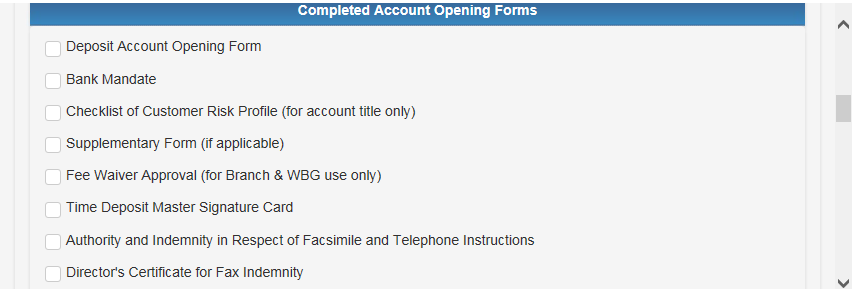 Completed Account Opening Forms
Deposit Account Opening Form
Bank Mandate
Checklist of Customer Risk Profile (for account title only)
Supplementary Form (if applicable)
Fee Waiver Approval (for Branch & WBG use only)
Time Deposit Master Signature Card
Authority and Indemnity in Respect of Facsimile and Telephone Instructions
Director's Certificate for Fax Indemnity